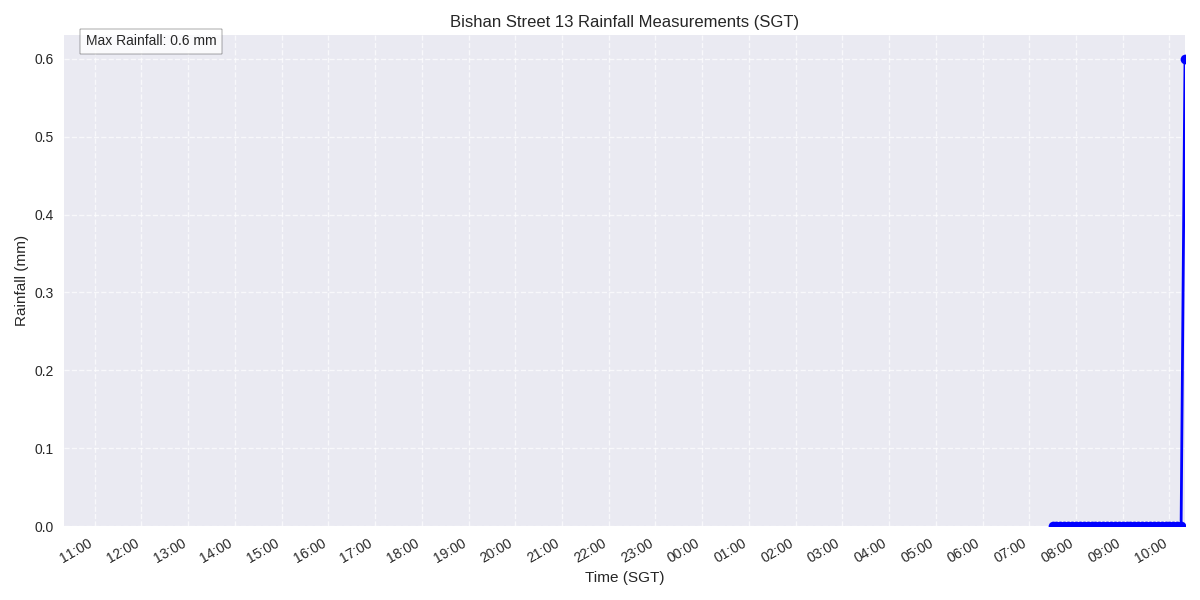 Bishan Street 13 Rainfall Measurements (SGT)
Max Rainfall: 0.6 mm
0.6
0.5
0.4
0.3
0.2
0.1
0.0
Rainfall (mm)
11:00 12:00 13:00 14:00 15:00 16:00 17:00 18:00 19:00 20:00 21:00 22:00 23:00 00:00 01:00 02:00 03:00 04:00 05:00 06:00 07:00 08:00 09:00 10:00
Time (SGT)